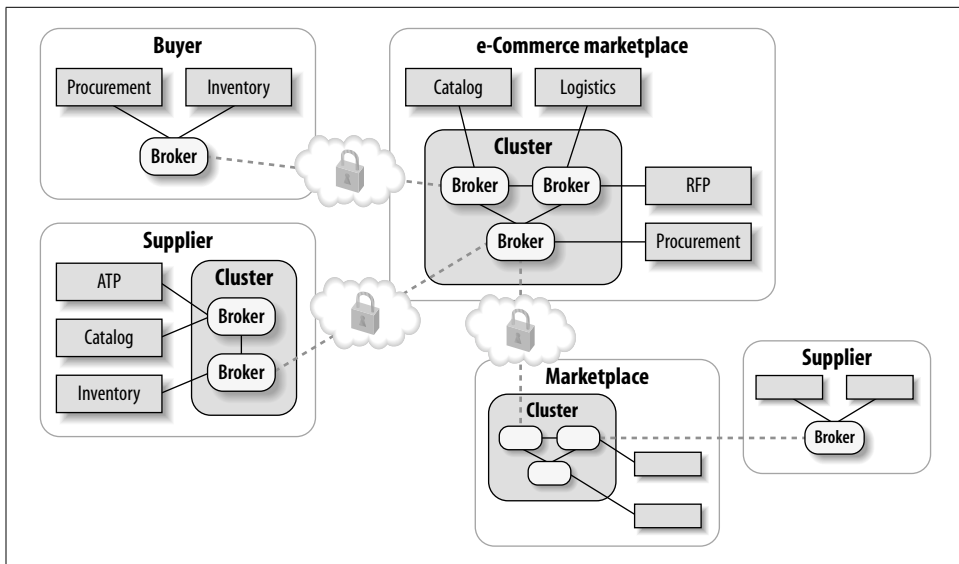 Buyer
Procurement
Inventory
Broker
e-Commerce marketplace
Catalog
Logistics
Cluster
Broker
Broker
RFP
Broker
Procurement
Supplier
ATP
Cluster
Broker
Catalog
Broker
Inventory
Marketplace
Cluster
Supplier
Broker